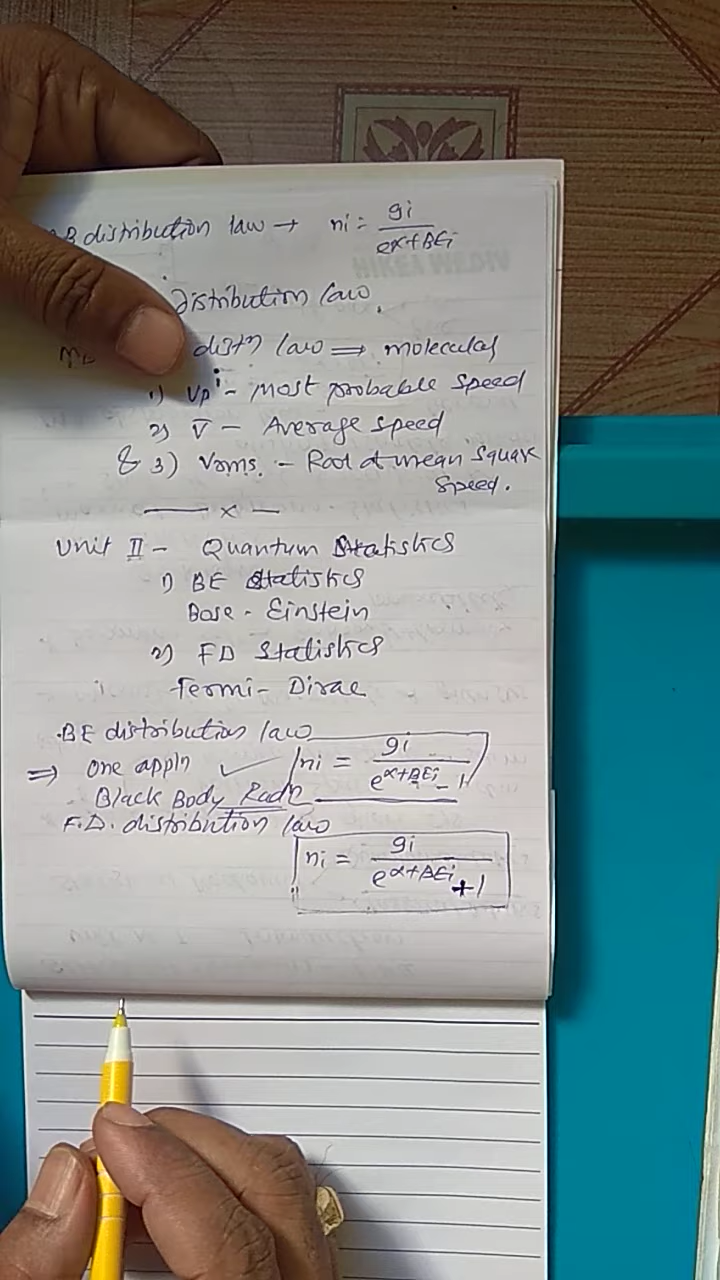 B distribution law → ni = gi / eα+βEi
distribution law.
distn law ⇒ molecular
1) Vp - Most probable speed
2) V̅ - Average speed
& 3) Vrms. - Root of mean square
speed.
x
Unit II - Quantum Statistics
1) BE Statistics
Bose - Einstein
2) FD Statistics
Fermi - Dirac
BE distribution law
⇒ One appln ✓ ni = gi / eα+βEi - 1
Black Body Radn
F.D. distribution law
ni = gi / eα+βEi + 1